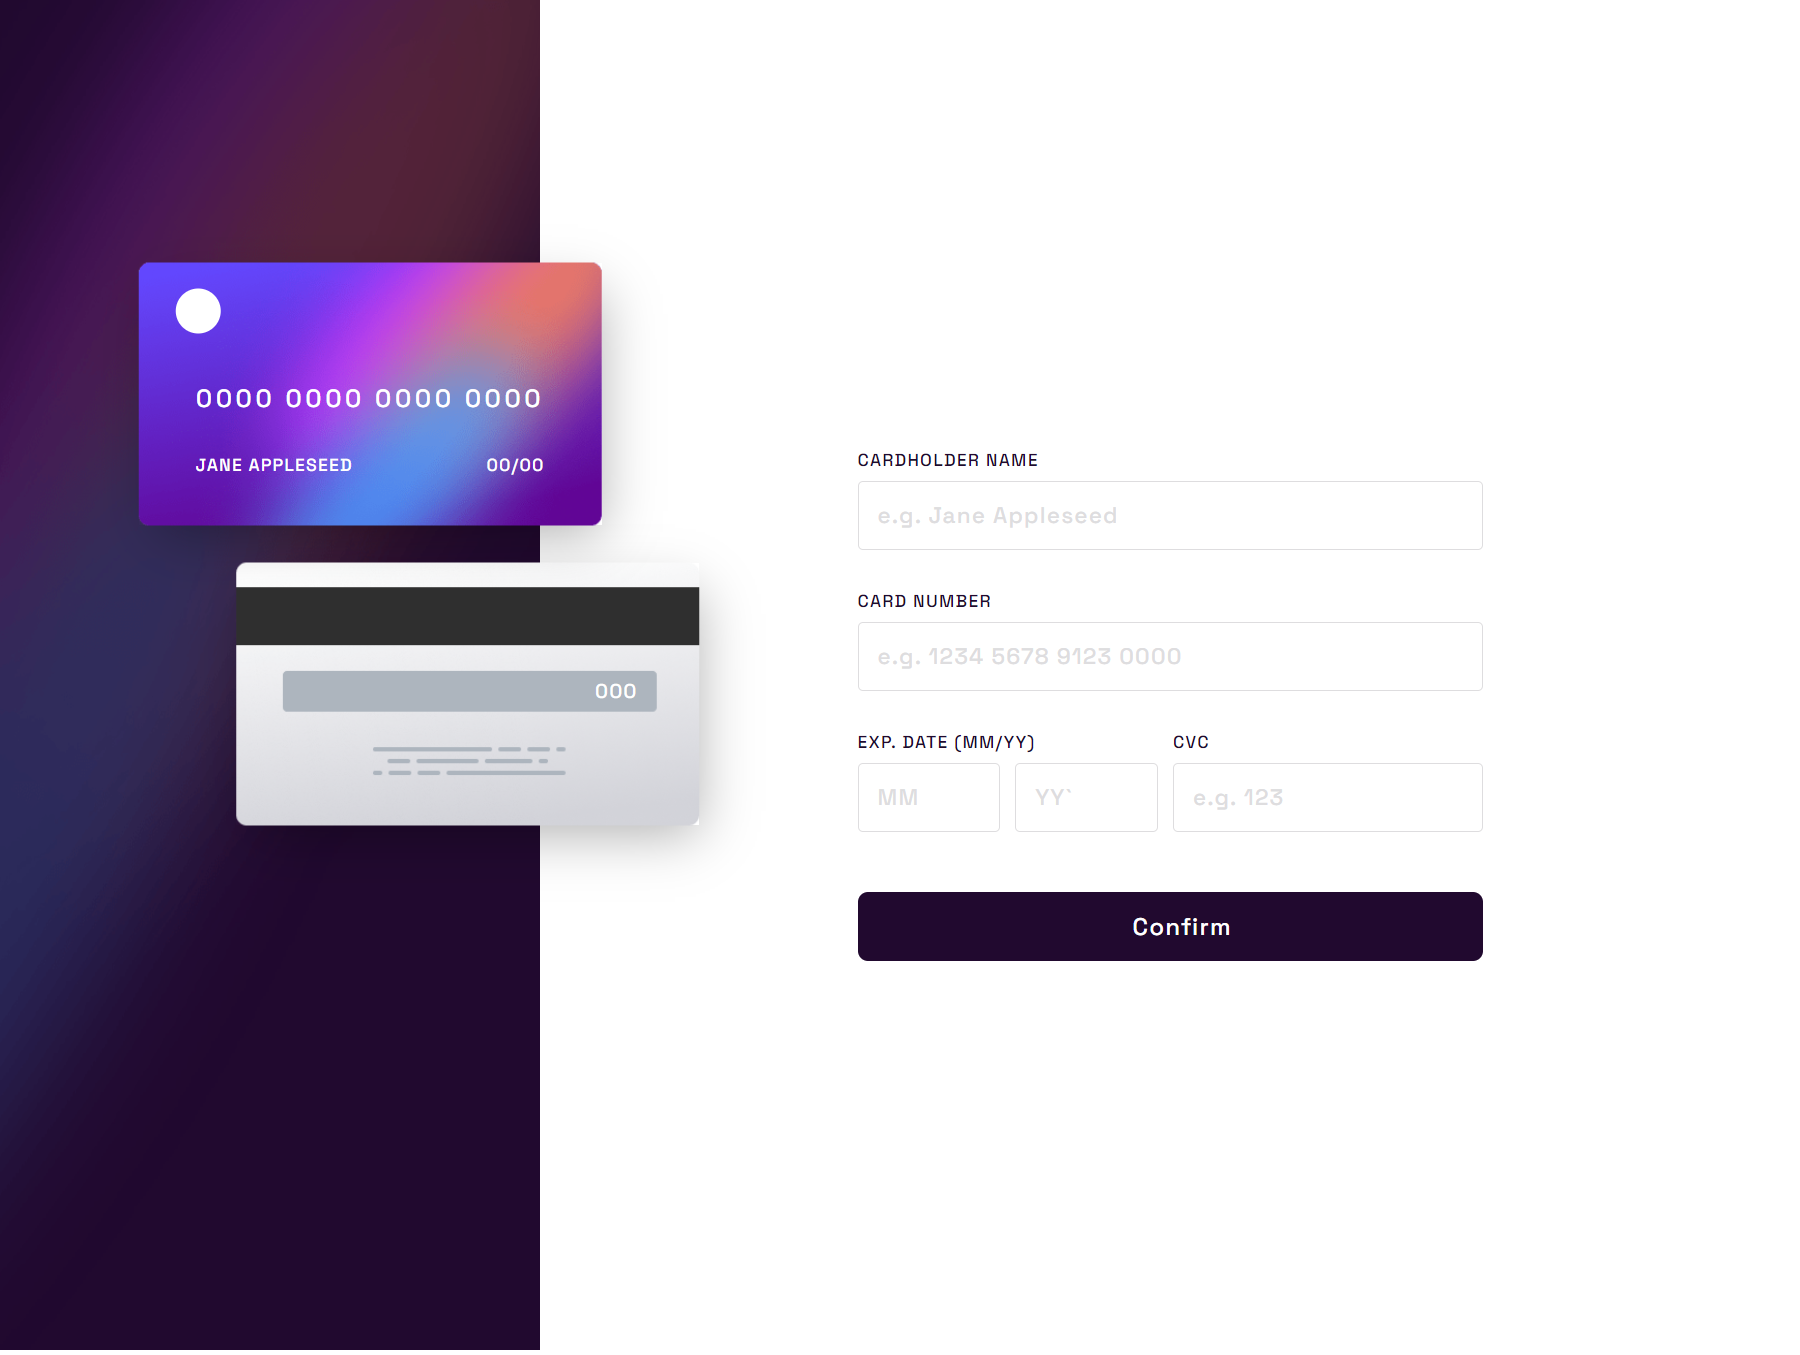 0000 0000 0000 0000
JANE APPLESEED 00/00
000
CARDHOLDER NAME
e.g. Jane Appleseed
CARD NUMBER
e.g. 1234 5678 9123 0000
EXP. DATE (MM/YY) CVC
MM YY` e.g. 123
Confirm